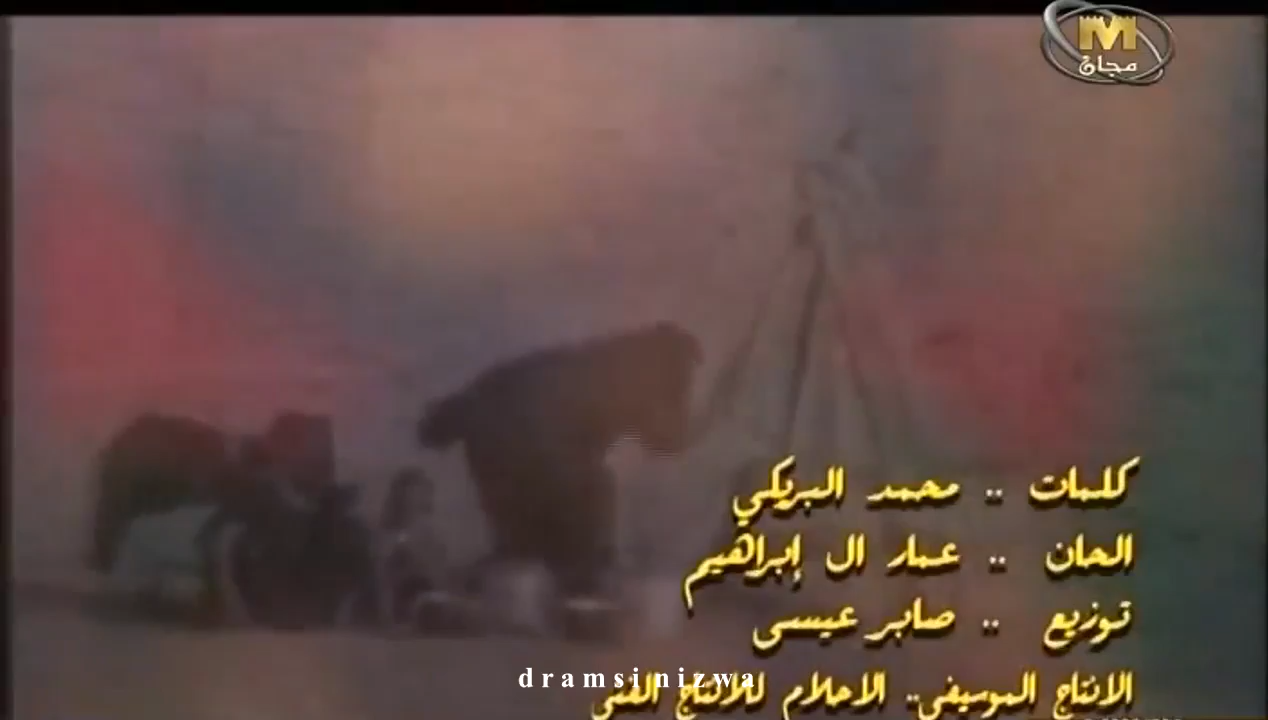 M
مجان
كلمات .. محمد البريكي
الحان .. عمار ال إبراهيم
توزيع .. صابر عيسى
الانتاج الموسيقي.. الاحلام للانتاج الفني
dramsinizwa